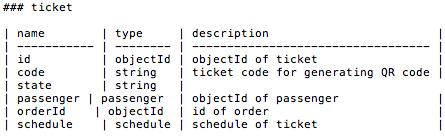 ### ticket
| name | type | description |
| ----------- | -------- | ---------------------------------- |
| id | objectId | objectId of ticket |
| code | string | ticket code for generating QR code |
| state | string | |
| passenger | passenger | objectId of passenger |
| orderId | objectId | id of order |
| schedule | schedule | schedule of ticket |